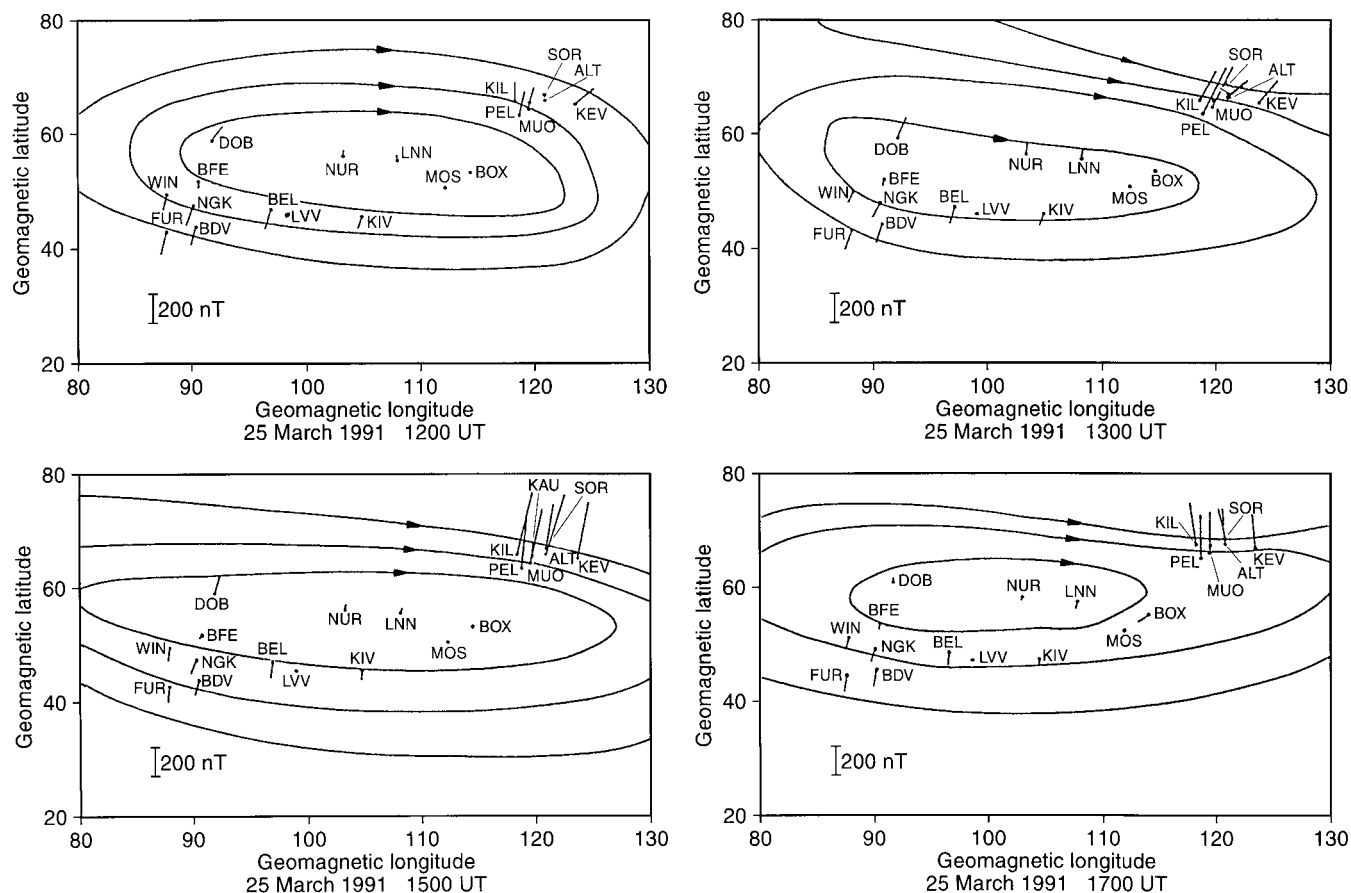 80
60
40
20
Geomagnetic latitude
SOR
ALT
KIL
PEL
MUO
KEV
DOB
NUR
LNN
BFE
MOS
BOX
WIN
NGK
BEL
LVV
KIV
FUR
BDV
200 nT
80 90 100 110 120 130
Geomagnetic longitude
25 March 1991 1200 UT
80
60
40
20
Geomagnetic latitude
SOR
ALT
KIL
MUO
KEV
PEL
DOB
NUR
LNN
BFE
BOX
MOS
WIN
NGK
BEL
LVV
KIV
FUR
BDV
200 nT
80 90 100 110 120 130
Geomagnetic longitude
25 March 1991 1300 UT
80
60
40
20
Geomagnetic latitude
KAU
SOR
KIL
ALT
KEV
PEL
MUO
DOB
NUR
LNN
BFE
BOX
MOS
WIN
NGK
BEL
LVV
KIV
FUR
BDV
200 nT
80 90 100 110 120 130
Geomagnetic longitude
25 March 1991 1500 UT
80
60
40
20
Geomagnetic latitude
SOR
KIL
PEL
KEV
ALT
MUO
DOB
NUR
LNN
BFE
BOX
MOS
WIN
NGK
BEL
LVV
KIV
FUR
BDV
200 nT
80 90 100 110 120 130
Geomagnetic longitude
25 March 1991 1700 UT